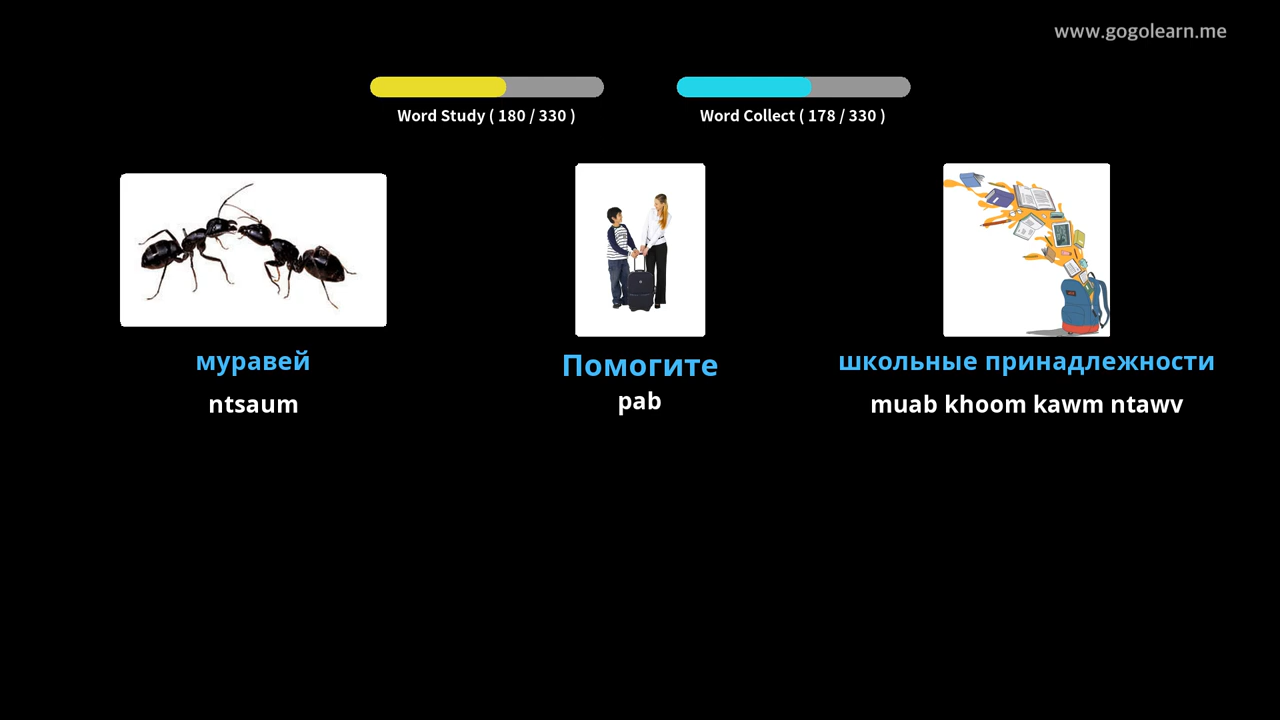 www.gogolearn.me
Word Study ( 180 / 330 )
Word Collect ( 178 / 330 )
муравей
Помогите
школьные принадлежности
ntsaum
pab
muab khoom kawm ntawv